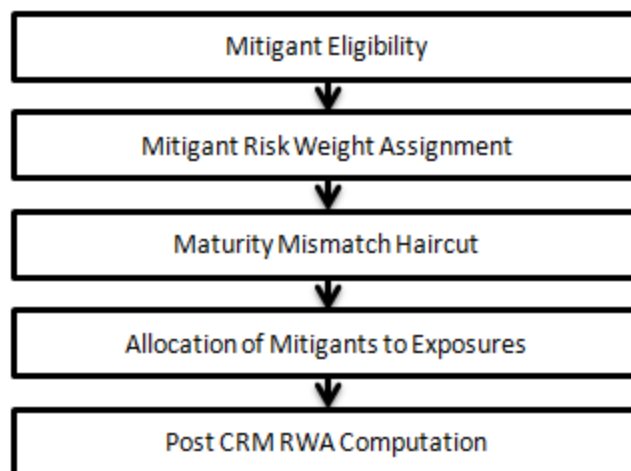 Mitigant Eligibility
Mitigant Risk Weight Assignment
Maturity Mismatch Haircut
Allocation of Mitigants to Exposures
Post CRM RWA Computation